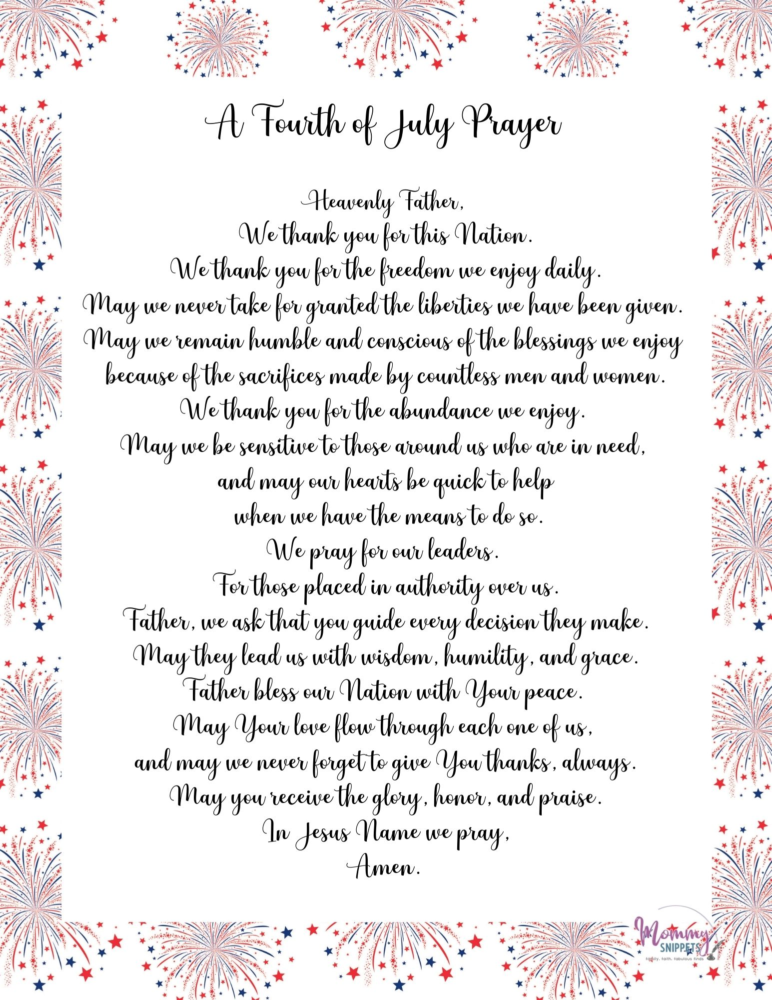 A Fourth of July Prayer
Heavenly Father,
We thank you for this Nation.
We thank you for the freedom we enjoy daily.
May we never take for granted the liberties we have been given.
May we remain humble and conscious of the blessings we enjoy
because of the sacrifices made by countless men and women.
We thank you for the abundance we enjoy.
May we be sensitive to those around us who are in need,
and may our hearts be quick to help
when we have the means to do so.
We pray for our leaders.
For those placed in authority over us.
Father, we ask that you guide every decision they make.
May they lead us with wisdom, humility, and grace.
Father bless our Nation with Your peace.
May Your love flow through each one of us,
and may we never forget to give You thanks, always.
May you receive the glory, honor, and praise.
In Jesus Name we pray,
Amen.
Mommy
SNIPPETS
family. faith. fabulous finds